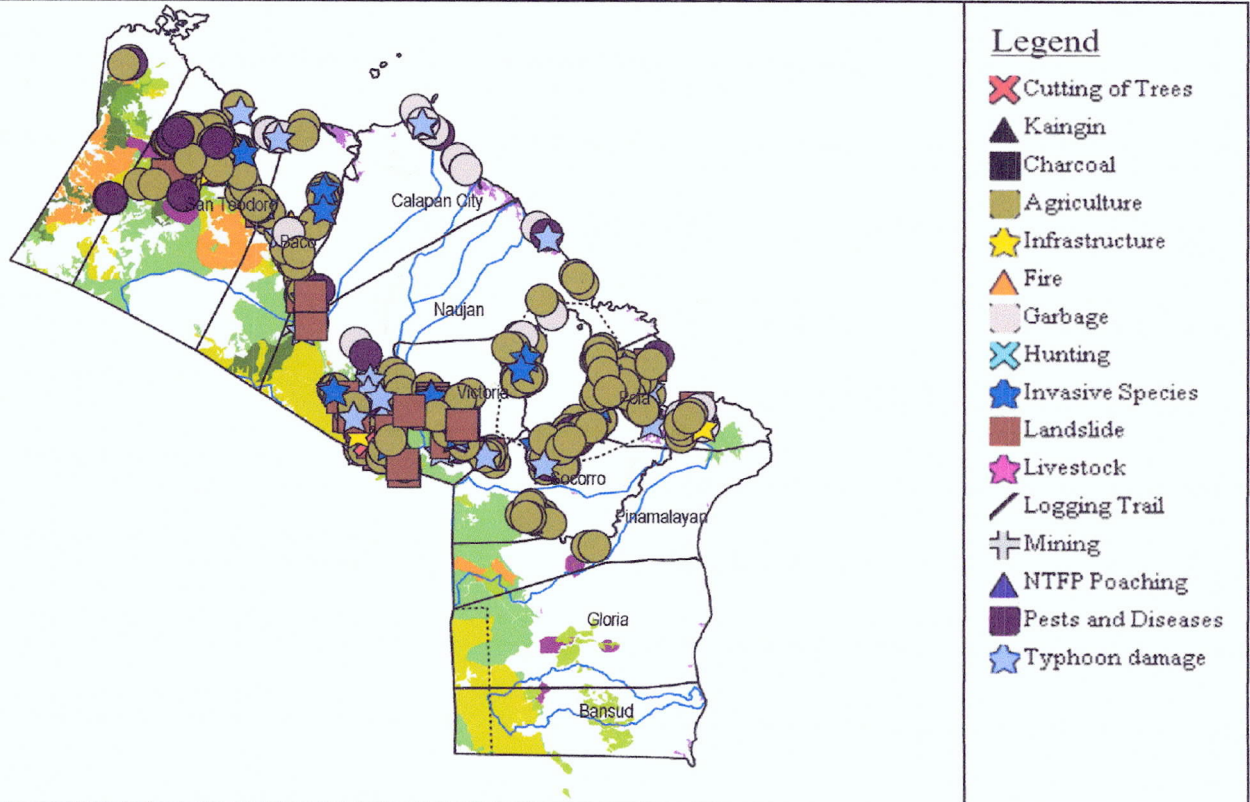 Legend
Cutting of Trees
Kaingin
Charcoal
Agriculture
Infrastructure
Fire
Garbage
Hunting
Invasive Species
Landslide
Livestock
Logging Trail
Mining
NTFP Poaching
Pests and Diseases
Typhoon damage
San Teodoro
Calapan City
Baco
Naujan
Victoria
Pola
Socorro
Pinamalayan
Gloria
Bansud